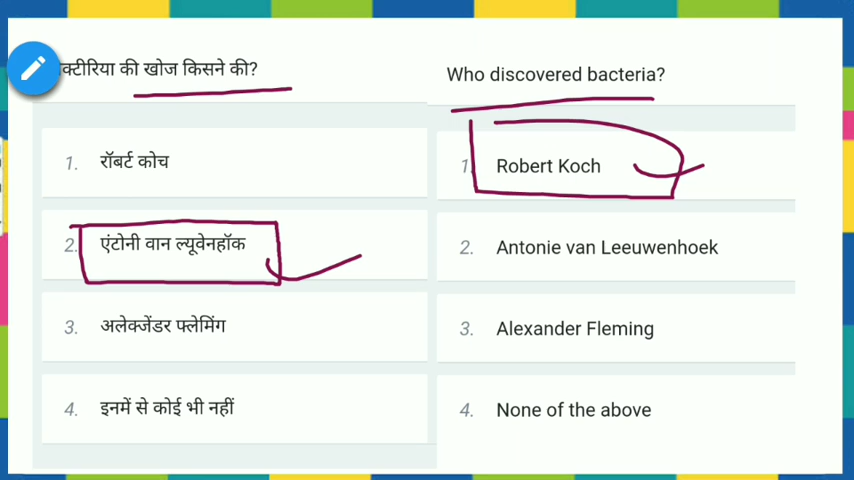 क्टीरिया की खोज किसने की?
1. रॉबर्ट कोच
2. एंटोनी वान ल्यूवेनहॉक
3. अलेक्जेंडर फ्लेमिंग
4. इनमें से कोई भी नहीं
Who discovered bacteria?
1. Robert Koch
2. Antonie van Leeuwenhoek
3. Alexander Fleming
4. None of the above